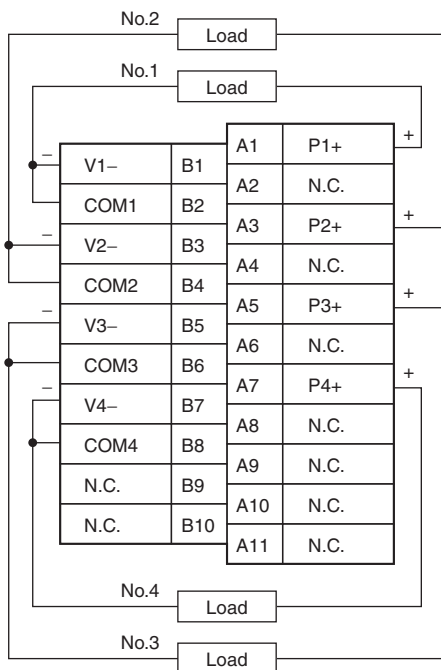 No.2
Load
No.1
Load
– V1– B1
COM1 B2
– V2– B3
COM2 B4
– V3– B5
COM3 B6
– V4– B7
COM4 B8
N.C. B9
N.C. B10
A1 P1+ +
A2 N.C.
A3 P2+ +
A4 N.C.
A5 P3+ +
A6 N.C.
A7 P4+ +
A8 N.C.
A9 N.C.
A10 N.C.
A11 N.C.
No.4
Load
No.3
Load